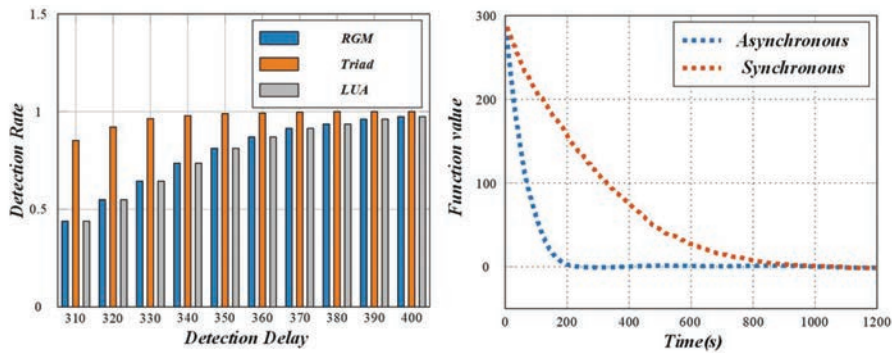 1.5
1
0.5
0
Detection Rate
RGM
Triad
LUA
310 320 330 340 350 360 370 380 390 400
Detection Delay
300
200
100
0
Function value
Asynchronous
Synchronous
0 200 400 600 800 1000 1200
Time(s)